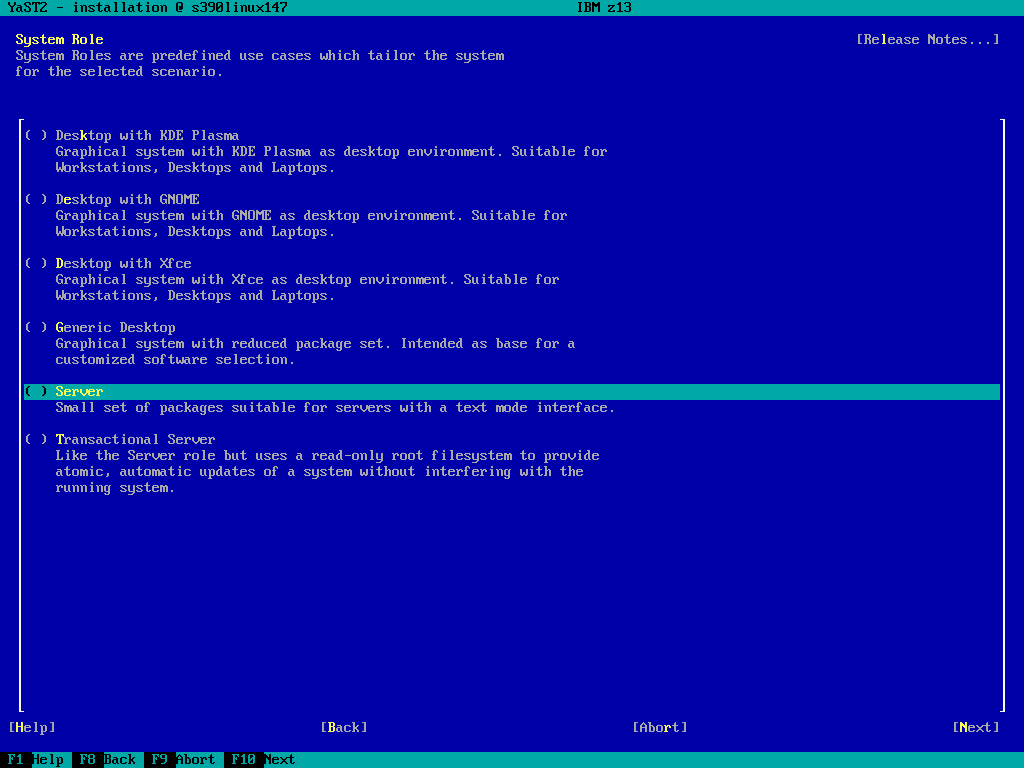 YaST2 - installation @ s390linux147 IBM z13
System Role [Release Notes...]
System Roles are predefined use cases which tailor the system
for the selected scenario.
( ) Desktop with KDE Plasma
Graphical system with KDE Plasma as desktop environment. Suitable for
Workstations, Desktops and Laptops.
( ) Desktop with GNOME
Graphical system with GNOME as desktop environment. Suitable for
Workstations, Desktops and Laptops.
( ) Desktop with Xfce
Graphical system with Xfce as desktop environment. Suitable for
Workstations, Desktops and Laptops.
( ) Generic Desktop
Graphical system with reduced package set. Intended as base for a
customized software selection.
( ) Server
Small set of packages suitable for servers with a text mode interface.
( ) Transactional Server
Like the Server role but uses a read-only root filesystem to provide
atomic, automatic updates of a system without interfering with the
running system.
[Help] [Back] [Abort] [Next]
F1 Help F8 Back F9 Abort F10 Next